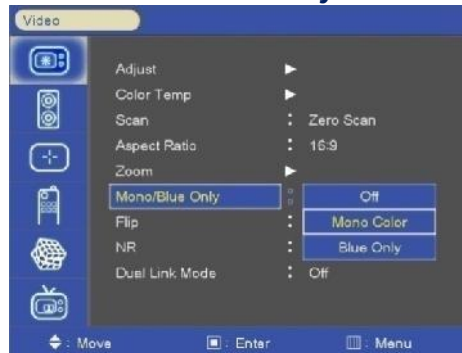 Video
Adjust
Color Temp
Scan : Zero Scan
Aspect Ratio : 16:9
Zoom
Mono/Blue Only : Off
Flip : Mono Color
NR : Blue Only
Dual Link Mode : Off
: Move : Enter : Menu